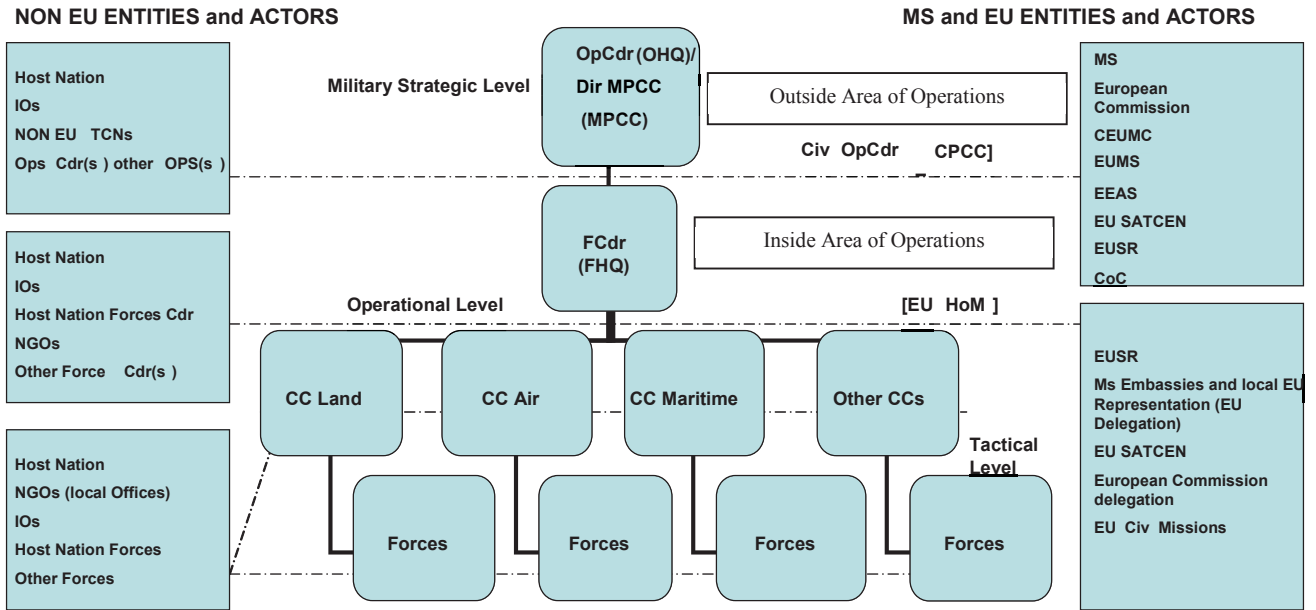 NON EU ENTITIES and ACTORS
MS and EU ENTITIES and ACTORS
Host Nation
IOs
NON EU TCNs
Ops Cdr(s ) other OPS(s )
Military Strategic Level
OpCdr (OHQ)/
Dir MPCC
(MPCC)
Outside Area of Operations
Civ OpCdr _ CPCC]
MS
European
Commission
CEUMC
EUMS
EEAS
EU SATCEN
EUSR
CoC
Host Nation
IOs
Host Nation Forces Cdr
NGOs
Other Force Cdr(s )
FCdr
(FHQ)
Inside Area of Operations
Operational Level
[EU HoM ]
CC Land
CC Air
CC Maritime
Other CCs
Tactical
Level
EUSR
Ms Embassies and local EU
Representation (EU
Delegation)
EU SATCEN
European Commission
delegation
EU Civ Missions
Host Nation
NGOs (local Offices)
IOs
Host Nation Forces
Other Forces
Forces
Forces
Forces
Forces